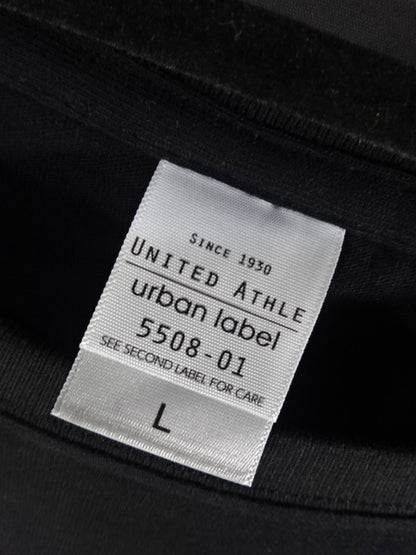 SINCE 1930
UNITED ATHLE
urban label
5508-01
SEE SECOND LABEL FOR CARE
L